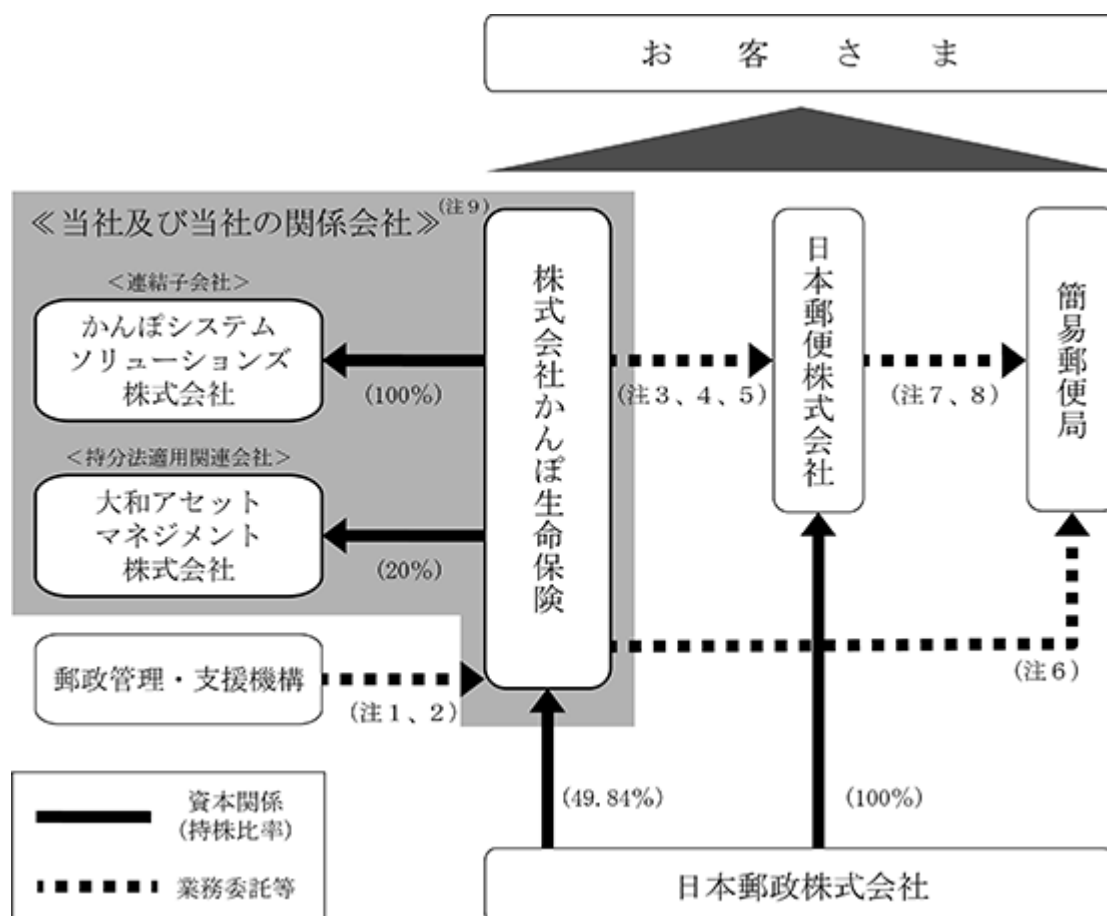 お客さま
≪当社及び当社の関係会社≫(注9)
<連結子会社>
かんぽシステム
ソリューションズ
株式会社
(100%)
<持分法適用関連会社>
大和アセット
マネジメント
株式会社
(20%)
株式会社かんぽ生命保険
(注3、4、5)
日本郵便株式会社
(注7、8)
簡易郵便局
郵政管理・支援機構
(注1、2)
(注6)
(49.84%)
(100%)
資本関係
(持株比率)
業務委託等
日本郵政株式会社